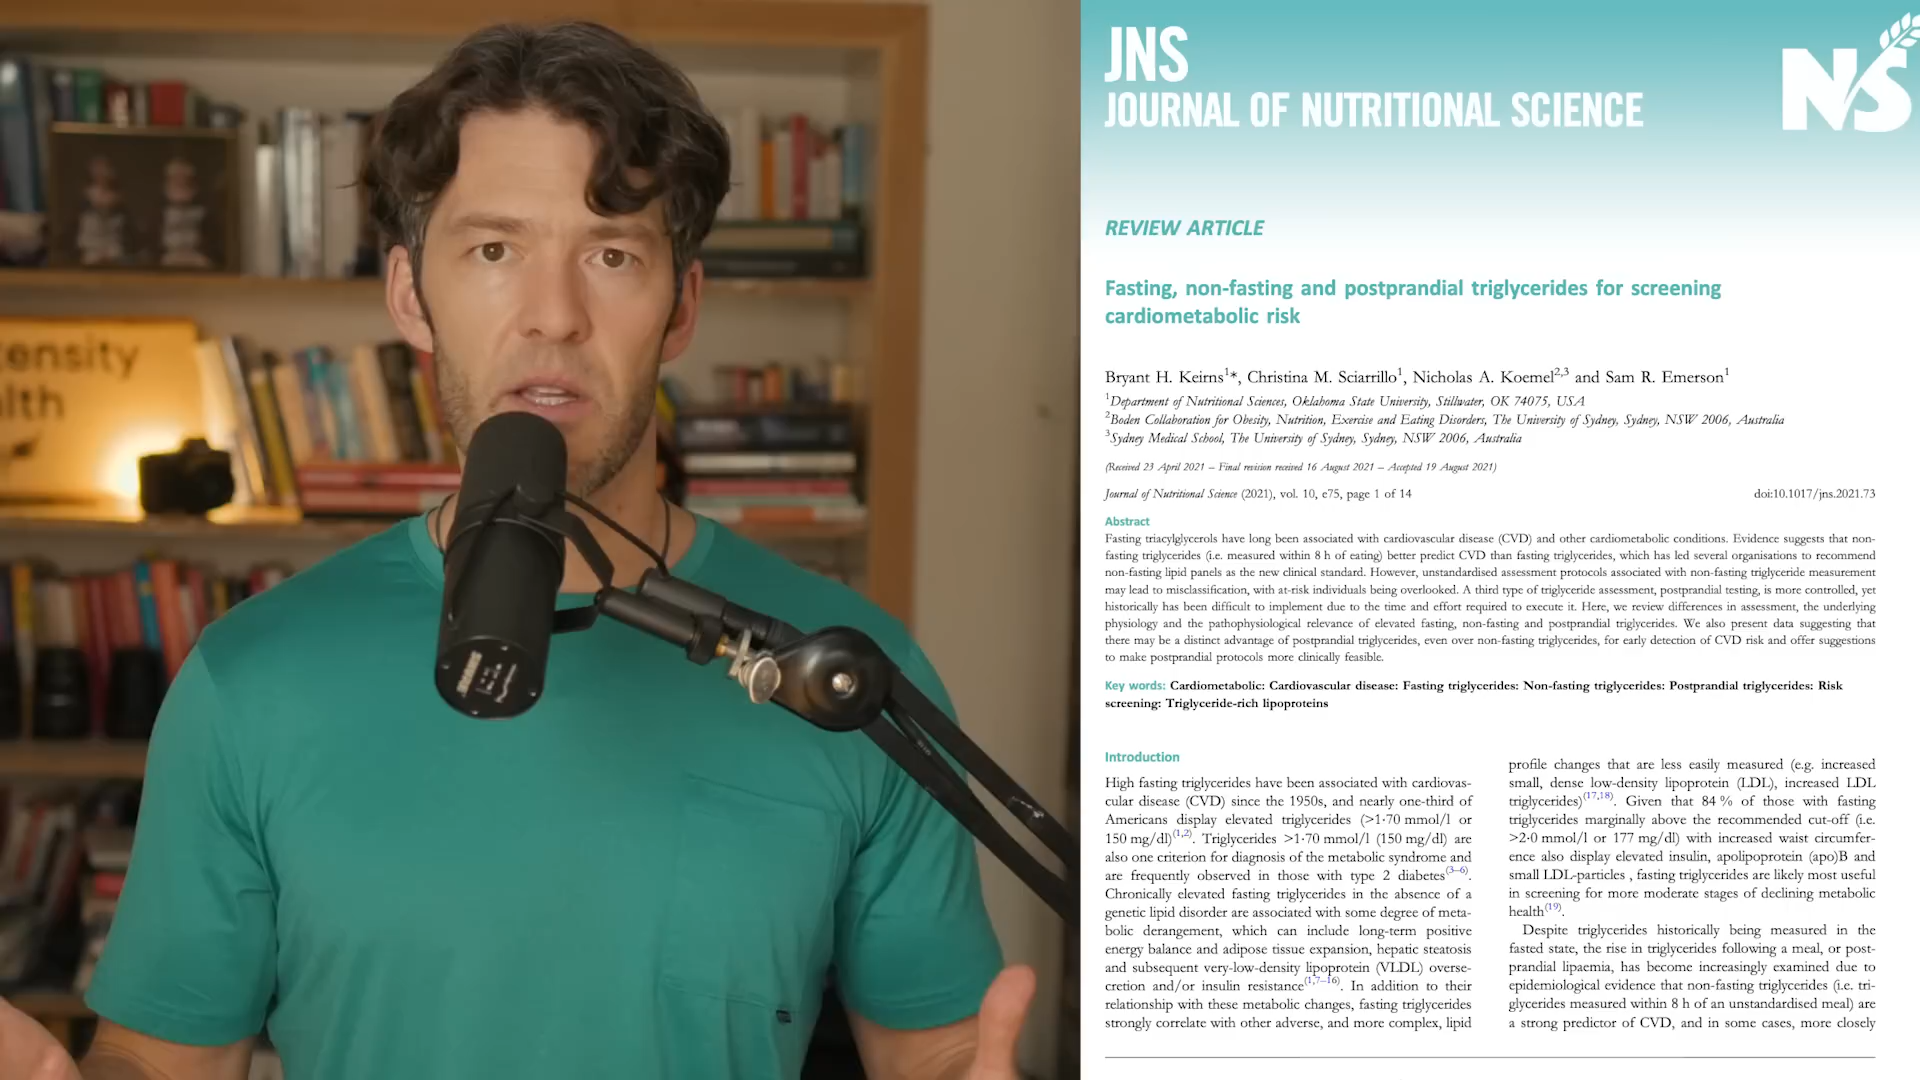 tensity
alth
JNS
JOURNAL OF NUTRITIONAL SCIENCE
NS
REVIEW ARTICLE
Fasting, non-fasting and postprandial triglycerides for screening
cardiometabolic risk
Bryant H. Keirns1*, Christina M. Sciarrillo1, Nicholas A. Koemel2,3 and Sam R. Emerson1
1Department of Nutritional Sciences, Oklahoma State University, Stillwater, OK 74075, USA
2Boden Collaboration for Obesity, Nutrition, Exercise and Eating Disorders, The University of Sydney, Sydney, NSW 2006, Australia
3Sydney Medical School, The University of Sydney, Sydney, NSW 2006, Australia
(Received 23 April 2021 – Final revision received 16 August 2021 – Accepted 19 August 2021)
Journal of Nutritional Science (2021), vol. 10, e75, page 1 of 14 doi:10.1017/jns.2021.73
Abstract
Fasting triacylglycerols have long been associated with cardiovascular disease (CVD) and other cardiometabolic conditions. Evidence suggests that non-
fasting triglycerides (i.e. measured within 8 h of eating) better predict CVD than fasting triglycerides, which has led several organisations to recommend
non-fasting lipid panels as the new clinical standard. However, unstandardised assessment protocols associated with non-fasting triglyceride measurement
may lead to misclassification, with at-risk individuals being overlooked. A third type of triglyceride assessment, postprandial testing, is more controlled, yet
historically has been difficult to implement due to the time and effort required to execute it. Here, we review differences in assessment, the underlying
physiology and the pathophysiological relevance of elevated fasting, non-fasting and postprandial triglycerides. We also present data suggesting that
there may be a distinct advantage of postprandial triglycerides, even over non-fasting triglycerides, for early detection of CVD risk and offer suggestions
to make postprandial protocols more clinically feasible.
Key words: Cardiometabolic: Cardiovascular disease: Fasting triglycerides: Non-fasting triglycerides: Postprandial triglycerides: Risk
screening: Triglyceride-rich lipoproteins
Introduction
High fasting triglycerides have been associated with cardiovas-
cular disease (CVD) since the 1950s, and nearly one-third of
Americans display elevated triglycerides (>1·70 mmol/l or
150 mg/dl)(1,2). Triglycerides >1·70 mmol/l (150 mg/dl) are
also one criterion for diagnosis of the metabolic syndrome and
are frequently observed in those with type 2 diabetes(3–6).
Chronically elevated fasting triglycerides in the absence of a
genetic lipid disorder are associated with some degree of meta-
bolic derangement, which can include long-term positive
energy balance and adipose tissue expansion, hepatic steatosis
and subsequent very-low-density lipoprotein (VLDL) overse-
cretion and/or insulin resistance(1,7–16). In addition to their
relationship with these metabolic changes, fasting triglycerides
strongly correlate with other adverse, and more complex, lipid
profile changes that are less easily measured (e.g. increased
small, dense low-density lipoprotein (LDL), increased LDL
triglycerides)(17,18). Given that 84 % of those with fasting
triglycerides marginally above the recommended cut-off (i.e.
>2·0 mmol/l or 177 mg/dl) with increased waist circumfer-
ence also display elevated insulin, apolipoprotein (apo)B and
small LDL-particles , fasting triglycerides are likely most useful
in screening for more moderate stages of declining metabolic
health(19).
Despite triglycerides historically being measured in the
fasted state, the rise in triglycerides following a meal, or post-
prandial lipaemia, has become increasingly examined due to
epidemiological evidence that non-fasting triglycerides (i.e. tri-
glycerides measured within 8 h of an unstandardised meal) are
a strong predictor of CVD, and in some cases, more closely